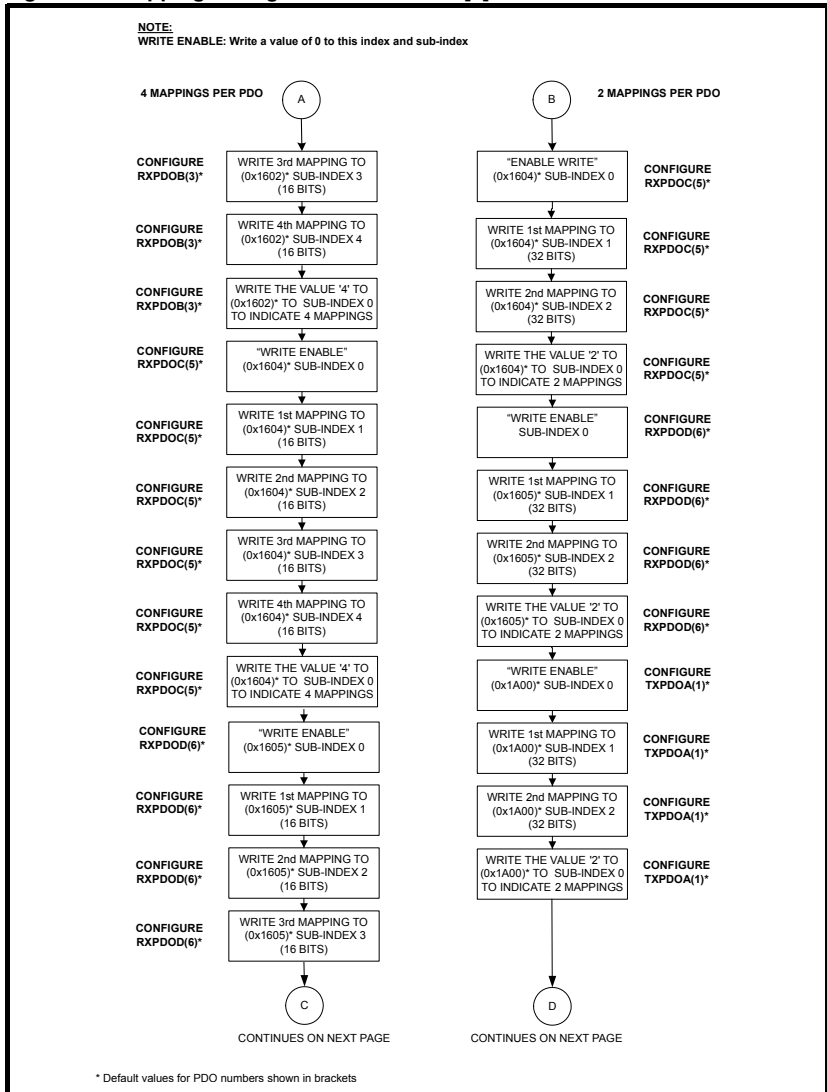 NOTE:
WRITE ENABLE: Write a value of 0 to this index and sub-index
4 MAPPINGS PER PDO
A
CONFIGURE
RXPDOB(3)*
WRITE 3rd MAPPING TO
(0x1602)* SUB-INDEX 3
(16 BITS)
CONFIGURE
RXPDOB(3)*
WRITE 4th MAPPING TO
(0x1602)* SUB-INDEX 4
(16 BITS)
CONFIGURE
RXPDOB(3)*
WRITE THE VALUE '4' TO
(0x1602)* TO SUB-INDEX 0
TO INDICATE 4 MAPPINGS
CONFIGURE
RXPDOC(5)*
"WRITE ENABLE"
(0x1604)* SUB-INDEX 0
CONFIGURE
RXPDOC(5)*
WRITE 1st MAPPING TO
(0x1604)* SUB-INDEX 1
(16 BITS)
CONFIGURE
RXPDOC(5)*
WRITE 2nd MAPPING TO
(0x1604)* SUB-INDEX 2
(16 BITS)
CONFIGURE
RXPDOC(5)*
WRITE 3rd MAPPING TO
(0x1604)* SUB-INDEX 3
(16 BITS)
CONFIGURE
RXPDOC(5)*
WRITE 4th MAPPING TO
(0x1604)* SUB-INDEX 4
(16 BITS)
CONFIGURE
RXPDOC(5)*
WRITE THE VALUE '4' TO
(0x1604)* TO SUB-INDEX 0
TO INDICATE 4 MAPPINGS
CONFIGURE
RXPDOD(6)*
"WRITE ENABLE"
(0x1605)* SUB-INDEX 0
CONFIGURE
RXPDOD(6)*
WRITE 1st MAPPING TO
(0x1605)* SUB-INDEX 1
(16 BITS)
CONFIGURE
RXPDOD(6)*
WRITE 2nd MAPPING TO
(0x1605)* SUB-INDEX 2
(16 BITS)
CONFIGURE
RXPDOD(6)*
WRITE 3rd MAPPING TO
(0x1605)* SUB-INDEX 3
(16 BITS)
C
CONTINUES ON NEXT PAGE
B
2 MAPPINGS PER PDO
"ENABLE WRITE"
(0x1604)* SUB-INDEX 0
CONFIGURE
RXPDOC(5)*
WRITE 1st MAPPING TO
(0x1604)* SUB-INDEX 1
(32 BITS)
CONFIGURE
RXPDOC(5)*
WRITE 2nd MAPPING TO
(0x1604)* SUB-INDEX 2
(32 BITS)
CONFIGURE
RXPDOC(5)*
WRITE THE VALUE '2' TO
(0x1604)* TO SUB-INDEX 0
TO INDICATE 2 MAPPINGS
CONFIGURE
RXPDOC(5)*
"WRITE ENABLE"
SUB-INDEX 0
CONFIGURE
RXPDOD(6)*
WRITE 1st MAPPING TO
(0x1605)* SUB-INDEX 1
(32 BITS)
CONFIGURE
RXPDOD(6)*
WRITE 2nd MAPPING TO
(0x1605)* SUB-INDEX 2
(32 BITS)
CONFIGURE
RXPDOD(6)*
WRITE THE VALUE '2' TO
(0x1605)* TO SUB-INDEX 0
TO INDICATE 2 MAPPINGS
CONFIGURE
RXPDOD(6)*
"WRITE ENABLE"
(0x1A00)* SUB-INDEX 0
CONFIGURE
TXPDOA(1)*
WRITE 1st MAPPING TO
(0x1A00)* SUB-INDEX 1
(32 BITS)
CONFIGURE
TXPDOA(1)*
WRITE 2nd MAPPING TO
(0x1A00)* SUB-INDEX 2
(32 BITS)
CONFIGURE
TXPDOA(1)*
WRITE THE VALUE '2' TO
(0x1A00)* TO SUB-INDEX 0
TO INDICATE 2 MAPPINGS
CONFIGURE
TXPDOA(1)*
D
CONTINUES ON NEXT PAGE
* Default values for PDO numbers shown in brackets